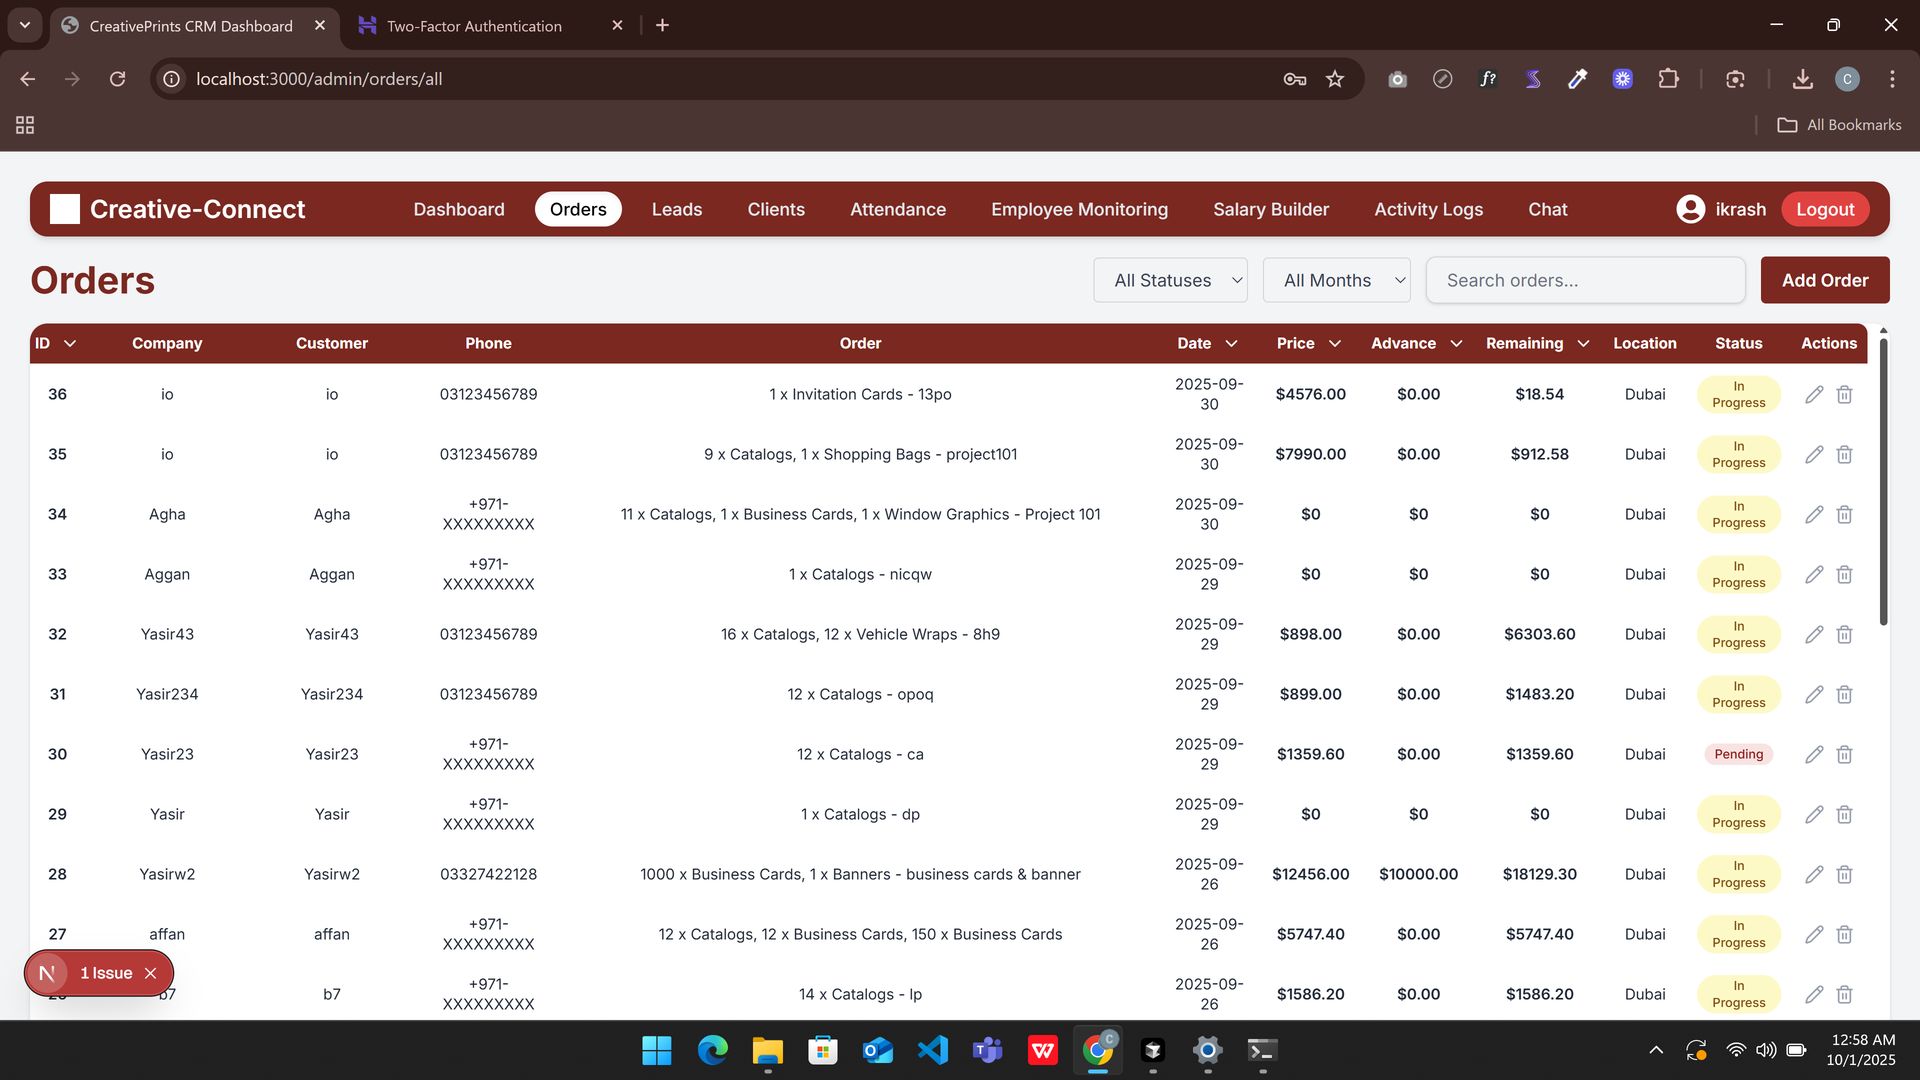 CreativePrints CRM Dashboard
Two-Factor Authentication
localhost:3000/admin/orders/all
f?
C
All Bookmarks
Creative-Connect
Dashboard
Orders
Leads
Clients
Attendance
Employee Monitoring
Salary Builder
Activity Logs
Chat
ikrash
Logout
Orders
All Statuses
All Months
Search orders...
Add Order
ID Company Customer Phone Order Date Price Advance Remaining Location Status Actions
36 io io 03123456789 1 x Invitation Cards - 13po 2025-09-30 $4576.00 $0.00 $18.54 Dubai In Progress
35 io io 03123456789 9 x Catalogs, 1 x Shopping Bags - project101 2025-09-30 $7990.00 $0.00 $912.58 Dubai In Progress
34 Agha Agha +971-XXXXXXXXX 11 x Catalogs, 1 x Business Cards, 1 x Window Graphics - Project 101 2025-09-30 $0 $0 $0 Dubai In Progress
33 Aggan Aggan +971-XXXXXXXXX 1 x Catalogs - nicqw 2025-09-29 $0 $0 $0 Dubai In Progress
32 Yasir43 Yasir43 03123456789 16 x Catalogs, 12 x Vehicle Wraps - 8h9 2025-09-29 $898.00 $0.00 $6303.60 Dubai In Progress
31 Yasir234 Yasir234 03123456789 12 x Catalogs - opoq 2025-09-29 $899.00 $0.00 $1483.20 Dubai In Progress
30 Yasir23 Yasir23 +971-XXXXXXXXX 12 x Catalogs - ca 2025-09-29 $1359.60 $0.00 $1359.60 Dubai Pending
29 Yasir Yasir +971-XXXXXXXXX 1 x Catalogs - dp 2025-09-29 $0 $0 $0 Dubai In Progress
28 Yasirw2 Yasirw2 03327422128 1000 x Business Cards, 1 x Banners - business cards & banner 2025-09-26 $12456.00 $10000.00 $18129.30 Dubai In Progress
27 affan affan +971-XXXXXXXXX 12 x Catalogs, 12 x Business Cards, 150 x Business Cards 2025-09-26 $5747.40 $0.00 $5747.40 Dubai In Progress
b7 b7 +971-XXXXXXXXX 14 x Catalogs - lp 2025-09-26 $1586.20 $0.00 $1586.20 Dubai In Progress
N 1 Issue
12:58 AM
10/1/2025